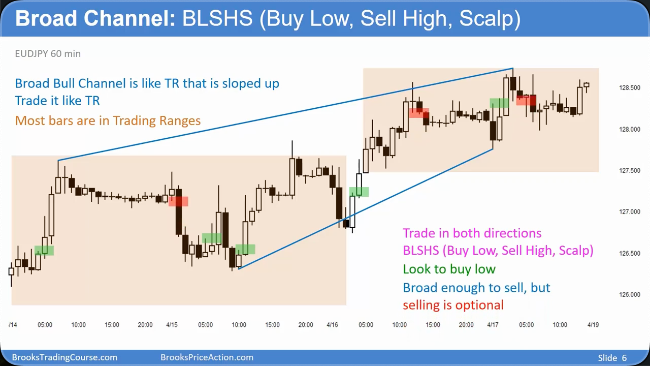 Broad Channel: BLSHS (Buy Low, Sell High, Scalp)
EUDJPY 60 min
Broad Bull Channel is like TR that is sloped up
Trade it like TR
Most bars are in Trading Ranges
128.500
128.000
127.500
127.000
126.500
126.000
Trade in both directions
BLSHS (Buy Low, Sell High, Scalp)
Look to buy low
Broad enough to sell, but
selling is optional
/14 05:00 10:00 15:00 20:00 4/15 05:00 10:00 15:00 20:00 4/16 05:00 10:00 15:00 20:00 4/17 05:00 10:00 4/19
BrooksTradingCourse.com BrooksPriceAction.com Slide 6